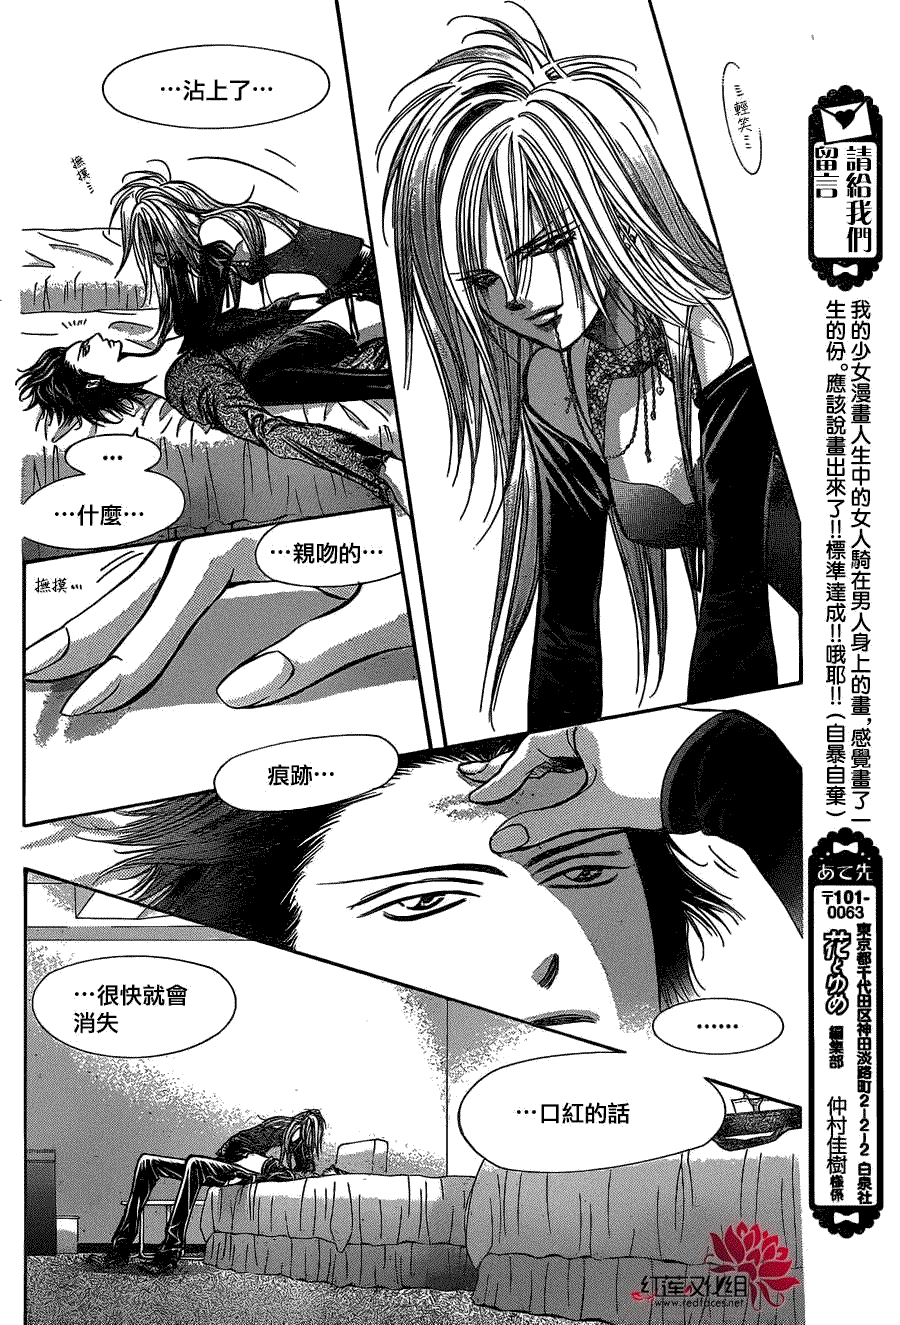 …輕笑…
…沾上了…
撫摸…
…
…什麼…
…親吻的…
撫摸…
痕跡…
……
…口紅的話
…很快就會
消失
請給我們
留言
我的少女漫畫人生中的女人騎在男人身上的畫，感覺畫了一
生的份。應該說畫出來了!!標準達成!!哦耶!!(自暴自棄)
あて先
〒101-
0063
東京都千代田区神田淡路町2-2-2 白泉社
花とゆめ 編集部 仲村佳樹様係
红莲汉化组
www.redfaces.net